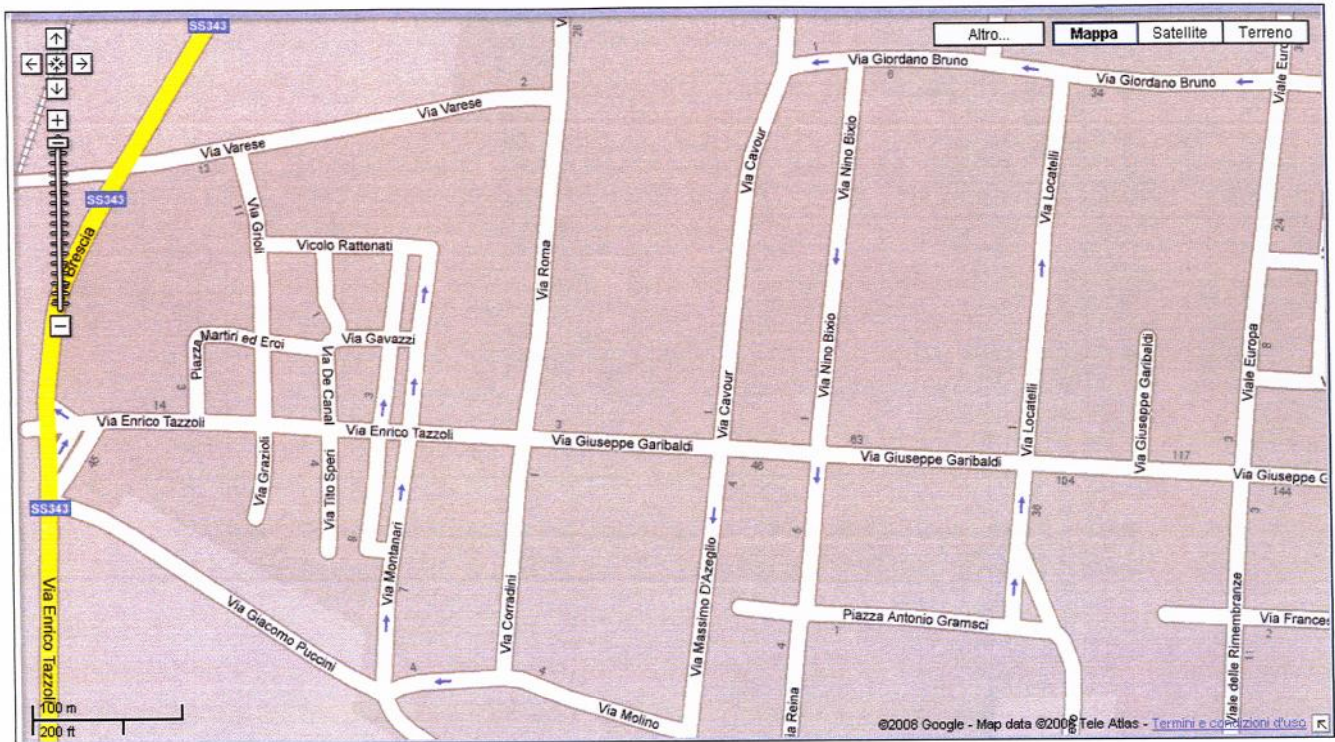 SS343
Altro...
Mappa
Satellite
Terreno
Via Giordano Bruno
Via Giordano Bruno
Viale Euro
Via Varese
Via Varese
SS343
Brescia
Via Grioli
Vicolo Rattenati
Via Roma
Via Cavour
Via Nino Bixio
Via Locatelli
Piazza
Martiri ed Eroi
Via Gavazzi
Via De Canal
Via Cavour
Via Nino Bixio
Via Locatelli
Via Giuseppe Garibaldi
Viale Europa
Via Enrico Tazzoli
Via Enrico Tazzoli
Via Giuseppe Garibaldi
Via Giuseppe Garibaldi
Via Giuseppe G
Via Grazioli
Via Tito Speri
SS343
Via Montanari
Via Corradini
Via Massimo D'Azeglio
Piazza Antonio Gramsci
Via Frances
Viale delle Rimembranze
Via Giacomo Puccini
Via Enrico Tazzoli
Via Molino
ia Reina
100 m
200 ft
©2008 Google - Map data ©2008 Tele Atlas - Termini e condizioni d'uso